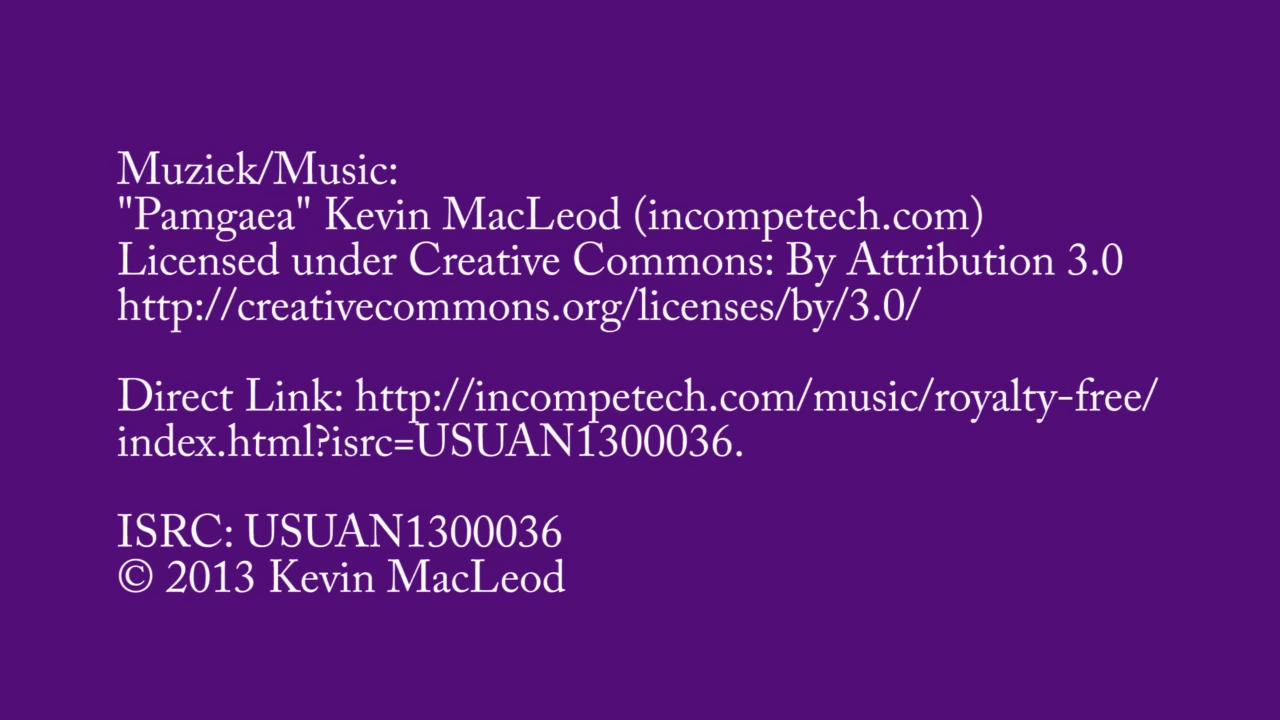 Muziek/Music:
"Pamgaea" Kevin MacLeod (incompetech.com)
Licensed under Creative Commons: By Attribution 3.0
http://creativecommons.org/licenses/by/3.0/
Direct Link: http://incompetech.com/music/royalty-free/
index.html?isrc=USUAN1300036.
ISRC: USUAN1300036
© 2013 Kevin MacLeod